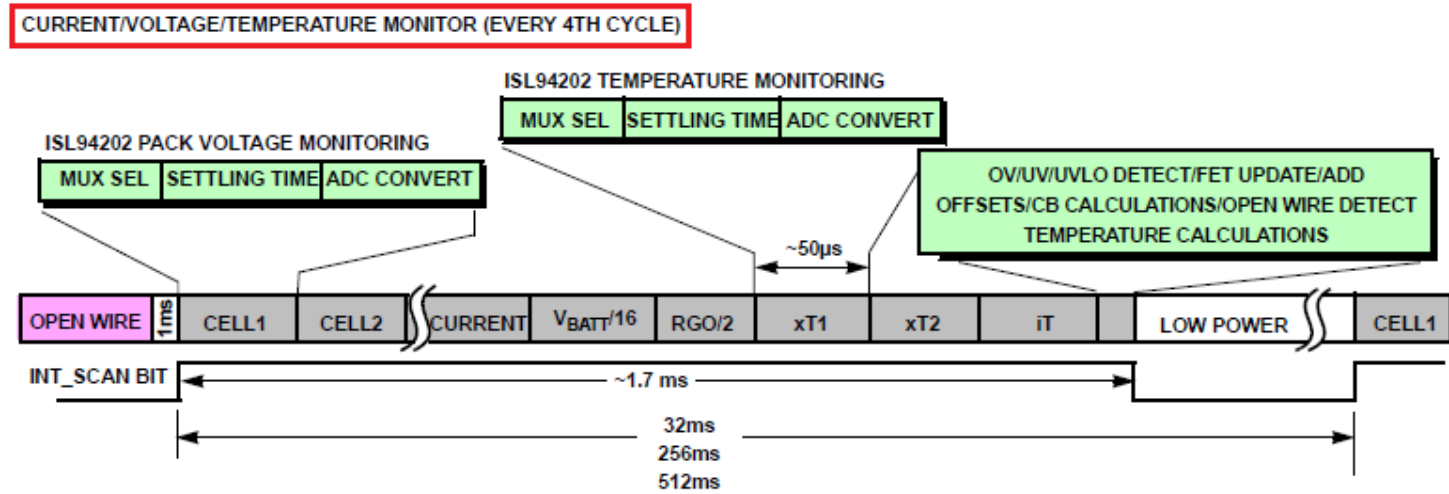 CURRENT/VOLTAGE/TEMPERATURE MONITOR (EVERY 4TH CYCLE)
ISL94202 TEMPERATURE MONITORING
MUX SEL SETTLING TIME ADC CONVERT
ISL94202 PACK VOLTAGE MONITORING
MUX SEL SETTLING TIME ADC CONVERT
OV/UV/UVLO DETECT/FET UPDATE/ADD
OFFSETS/CB CALCULATIONS/OPEN WIRE DETECT
TEMPERATURE CALCULATIONS
~50µs
OPEN WIRE 1ms CELL1 CELL2 CURRENT VBATT/16 RGO/2 xT1 xT2 iT LOW POWER CELL1
INT_SCAN BIT
~1.7 ms
32ms
256ms
512ms